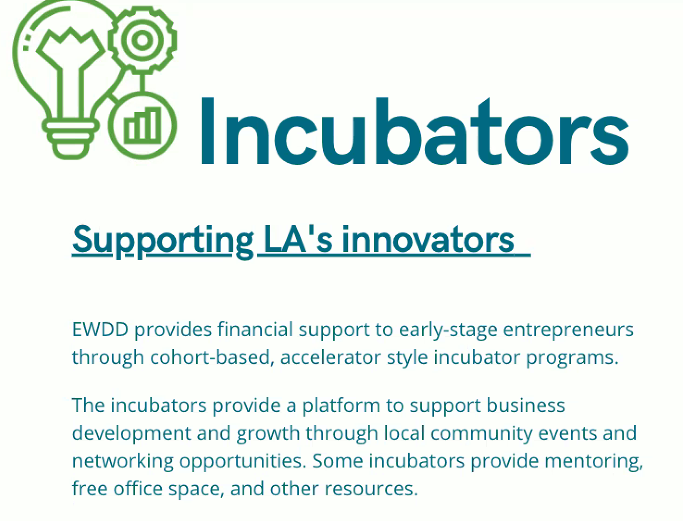 Incubators
Supporting LA's innovators
EWDD provides financial support to early-stage entrepreneurs
through cohort-based, accelerator style incubator programs.
The incubators provide a platform to support business
development and growth through local community events and
networking opportunities. Some incubators provide mentoring,
free office space, and other resources.